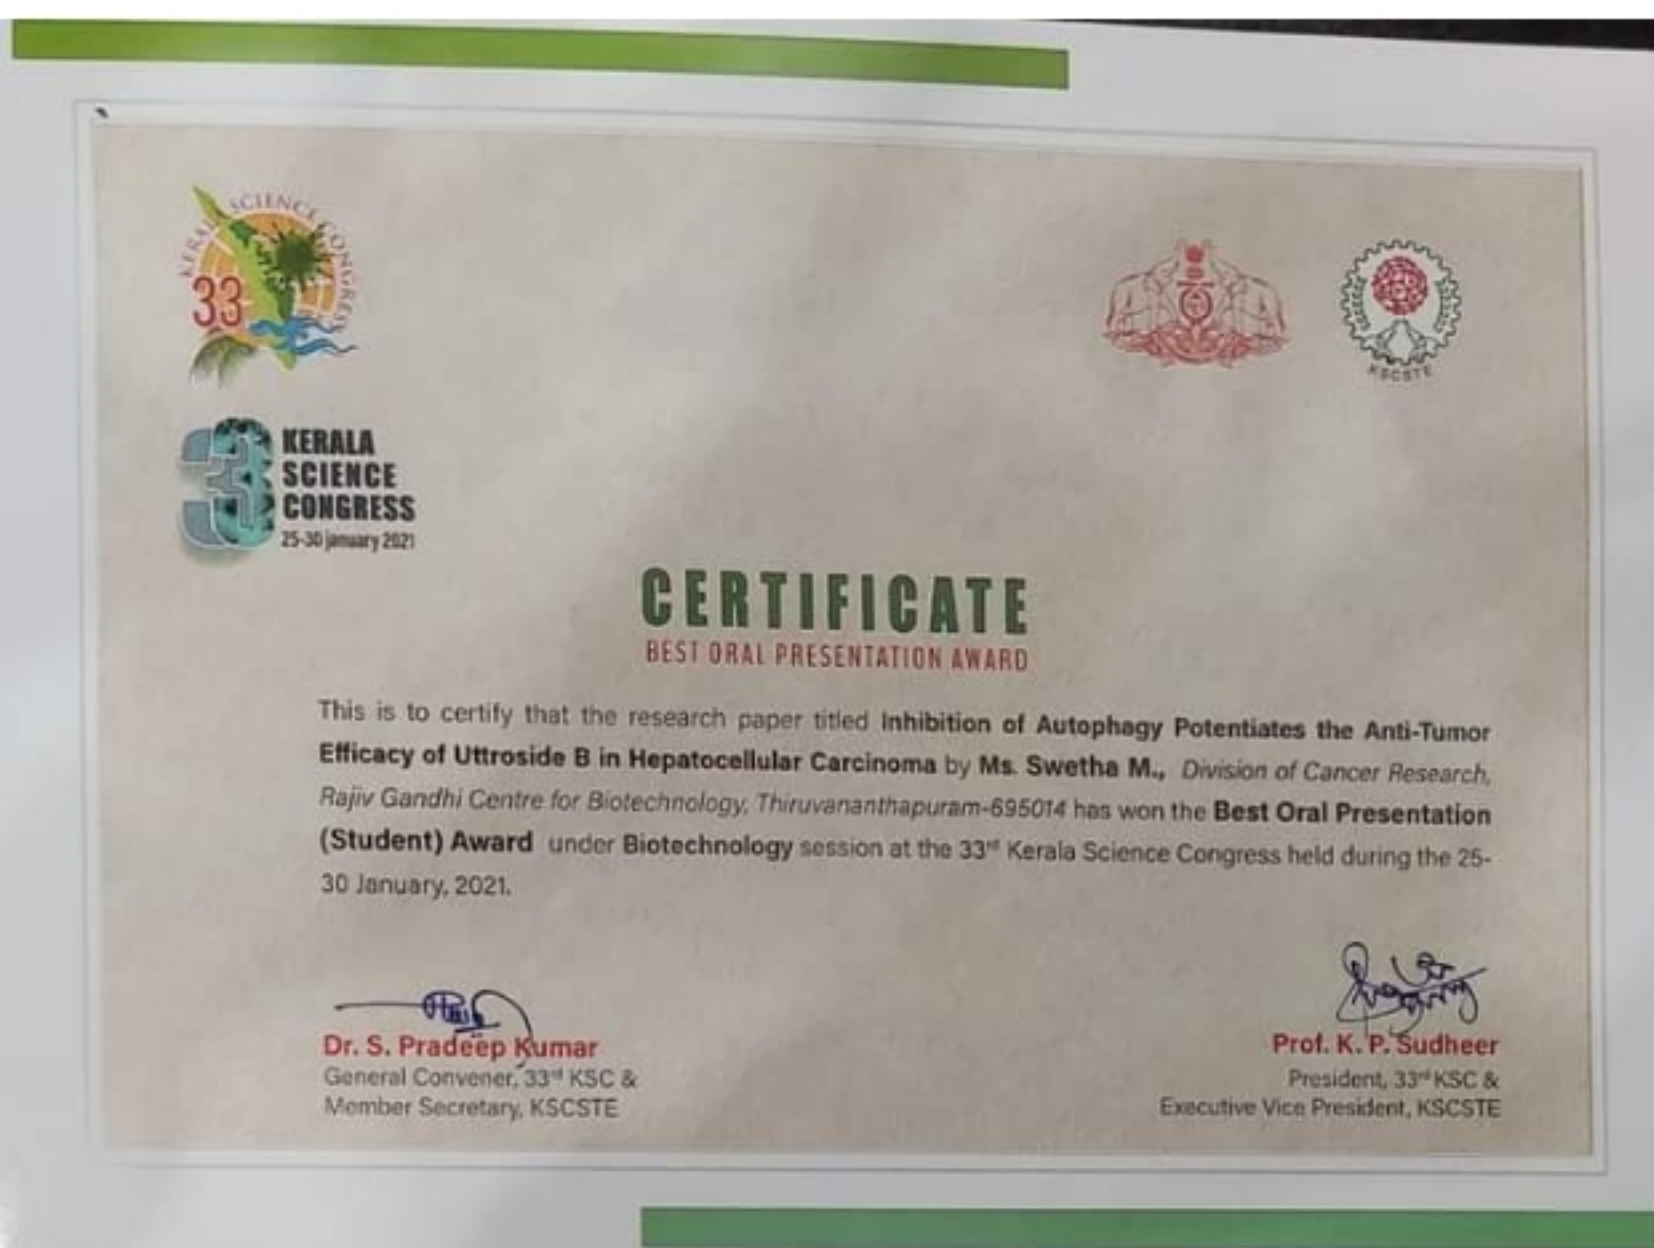 KERALA SCIENCE CONGRESS
33
KSCSTE
33
KERALA
SCIENCE
CONGRESS
25-30 january 2021
CERTIFICATE
BEST ORAL PRESENTATION AWARD
This is to certify that the research paper titled Inhibition of Autophagy Potentiates the Anti-Tumor
Efficacy of Uttroside B in Hepatocellular Carcinoma by Ms. Swetha M., Division of Cancer Research,
Rajiv Gandhi Centre for Biotechnology, Thiruvananthapuram-695014 has won the Best Oral Presentation
(Student) Award under Biotechnology session at the 33rd Kerala Science Congress held during the 25-
30 January, 2021.
Dr. S. Pradeep Kumar
General Convener, 33rd KSC &
Member Secretary, KSCSTE
Prof. K. P. Sudheer
President, 33rd KSC &
Executive Vice President, KSCSTE